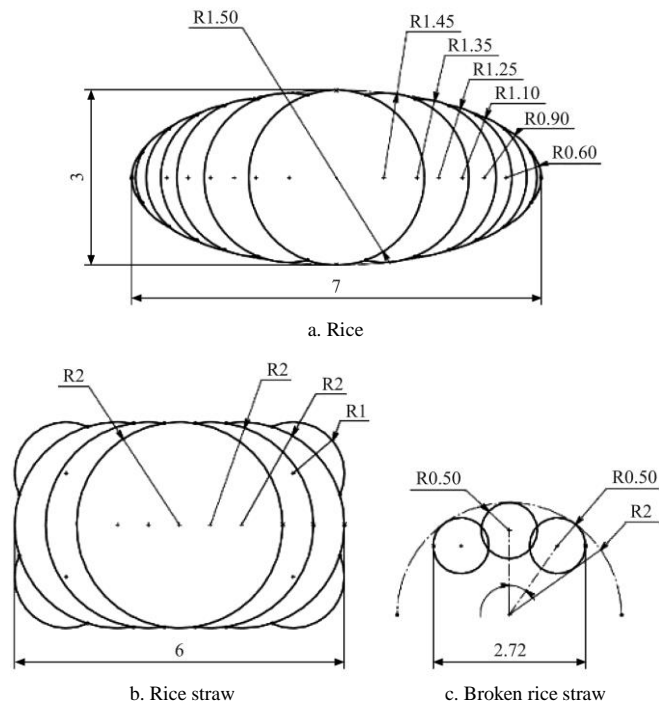 R1.50
R1.45
R1.35
R1.25
R1.10
R0.90
R0.60
3
7
a. Rice
R2
R2
R2
R1
R0.50
R0.50
R2
6
2.72
b. Rice straw
c. Broken rice straw